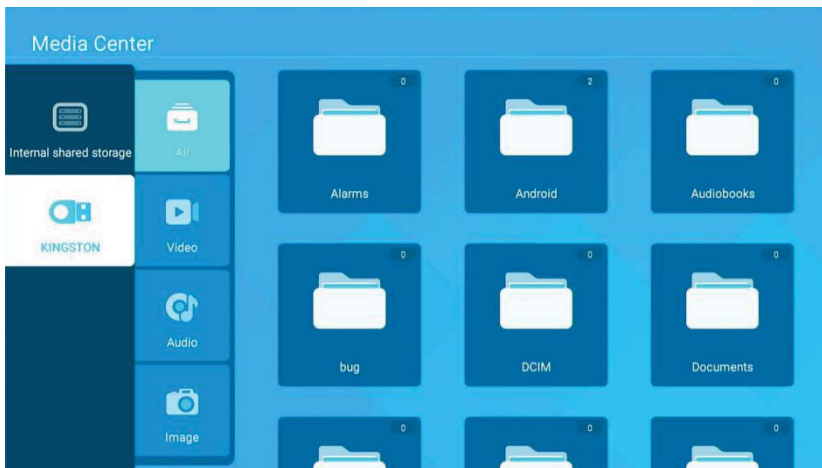 Media Center
Internal shared storage
KINGSTON
All
Video
Audio
Image
0
2
0
Alarms
Android
Audiobooks
0
0
0
bug
DCIM
Documents
0
0
0